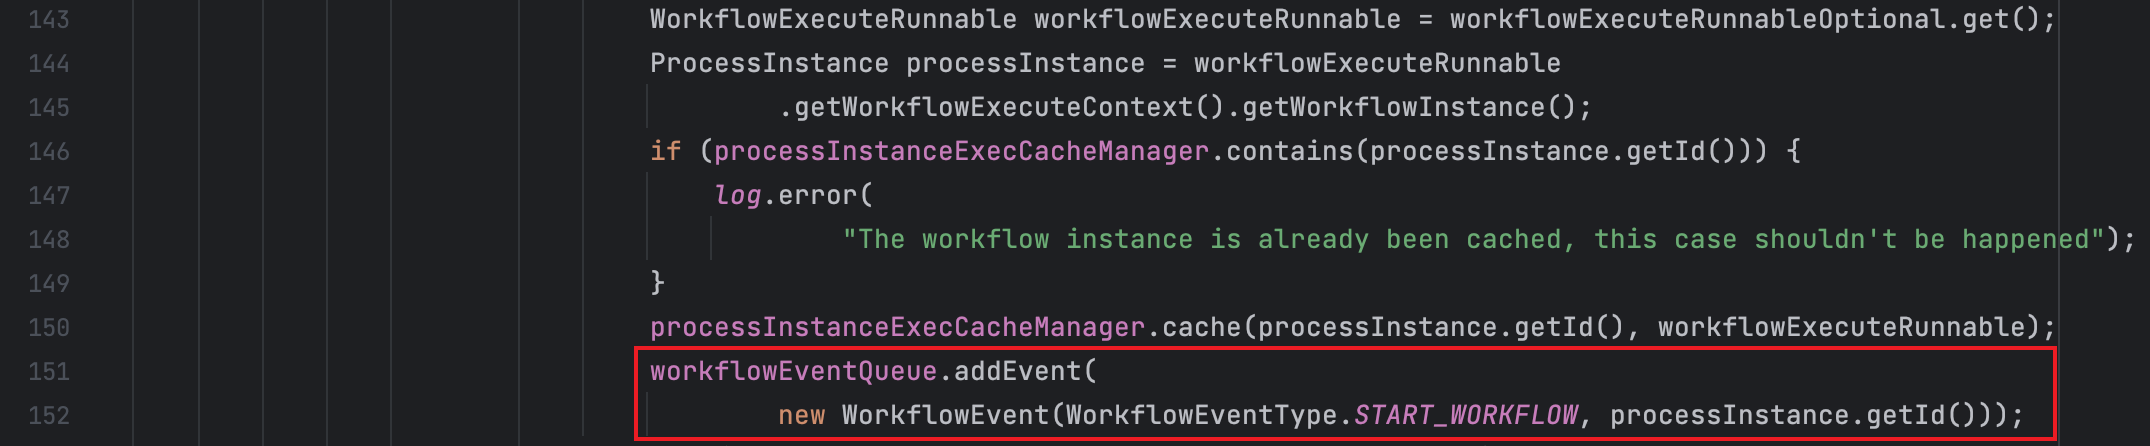 143 WorkflowExecuteRunnable workflowExecuteRunnable = workflowExecuteRunnableOptional.get();
144 ProcessInstance processInstance = workflowExecuteRunnable
145 .getWorkflowExecuteContext().getWorkflowInstance();
146 if (processInstanceExecCacheManager.contains(processInstance.getId())) {
147 log.error(
148 "The workflow instance is already been cached, this case shouldn't be happened");
149 }
150 processInstanceExecCacheManager.cache(processInstance.getId(), workflowExecuteRunnable);
151 workflowEventQueue.addEvent(
152 new WorkflowEvent(WorkflowEventType.START_WORKFLOW, processInstance.getId()));